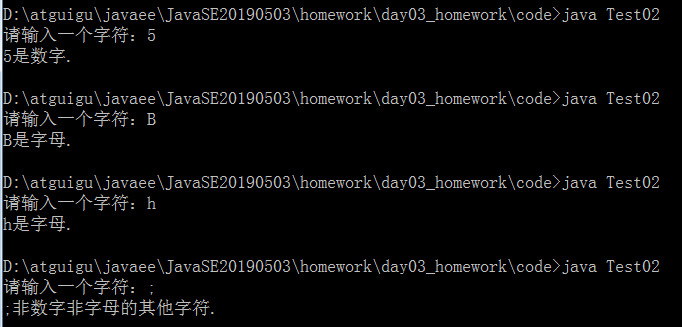 D:\atguigu\javaee\JavaSE20190503\homework\day03_homework\code>java Test02
请输入一个字符：5
5是数字.
D:\atguigu\javaee\JavaSE20190503\homework\day03_homework\code>java Test02
请输入一个字符：B
B是字母.
D:\atguigu\javaee\JavaSE20190503\homework\day03_homework\code>java Test02
请输入一个字符：h
h是字母.
D:\atguigu\javaee\JavaSE20190503\homework\day03_homework\code>java Test02
请输入一个字符：;
;非数字非字母的其他字符.